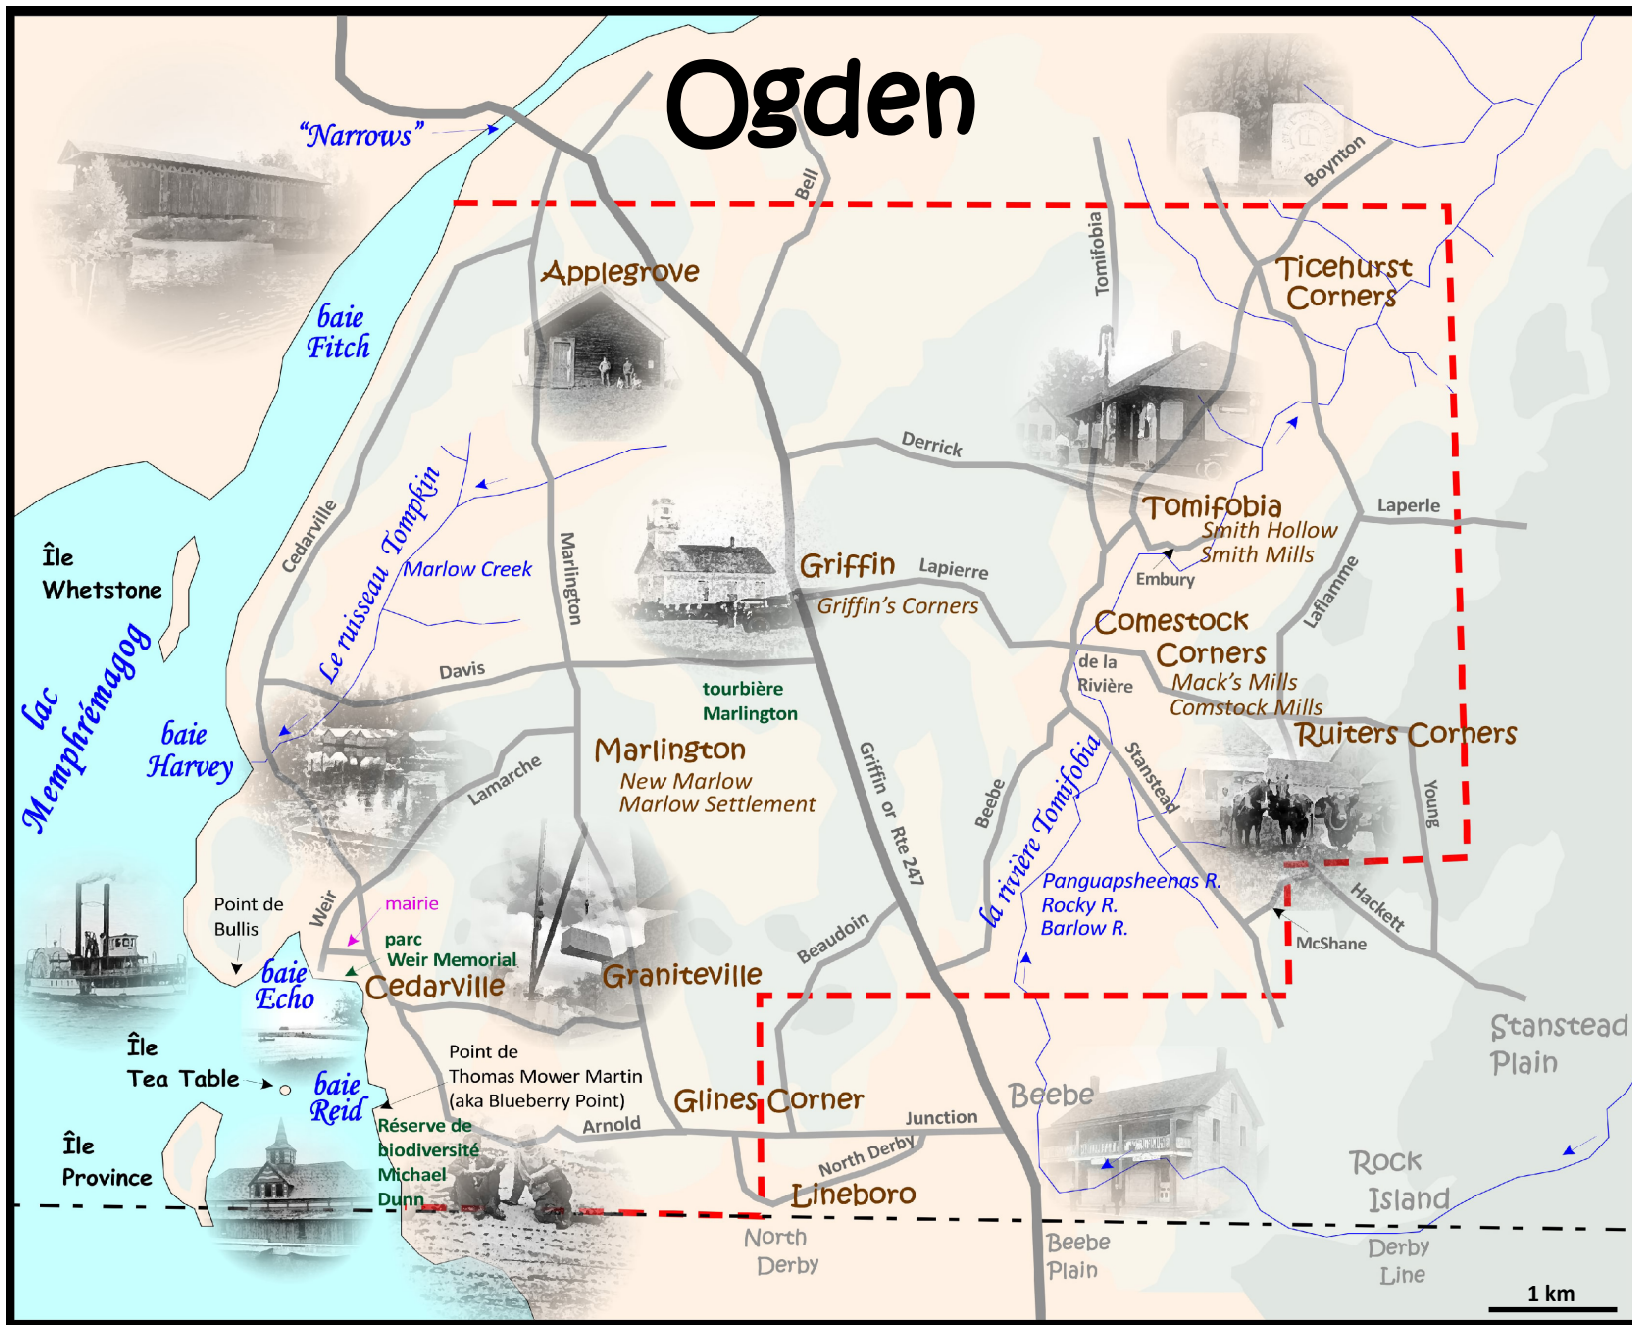 Ogden
“Narrows”
Bell
Boynton
Tomifobia
Applegrove
Ticehurst
Corners
baie
Fitch
Derrick
Cedarville
Le ruisseau Tompkin
Marlow Creek
Marlington
Tomifobia
Smith Hollow
Smith Mills
Laperle
Île
Whetstone
Griffin
Lapierre
Griffin’s Corners
Embury
Laflamme
lac
Memphrémagog
Davis
Comestock
Corners
Mack’s Mills
Comstock Mills
de la
Rivière
tourbière
Marlington
baie
Harvey
Marlington
New Marlow
Marlow Settlement
Lamarche
Griffin or Rte 247
Beebe
la rivière Tomifobia
Stanstead
Ruiters Corners
Young
Panguapsheenas R.
Rocky R.
Barlow R.
Hackett
McShane
Point de
Bullis
Weir
mairie
parc
Weir Memorial
Cedarville
Graniteville
Beaudoin
baie
Echo
Île
Tea Table
baie
Reid
Point de
Thomas Mower Martin
(aka Blueberry Point)
Stanstead
Plain
Beebe
Glines Corner
Arnold
Junction
North Derby
Réserve de
biodiversité
Michael
Dunn
Île
Province
Lineboro
Rock
Island
North
Derby
Beebe
Plain
Derby
Line
1 km